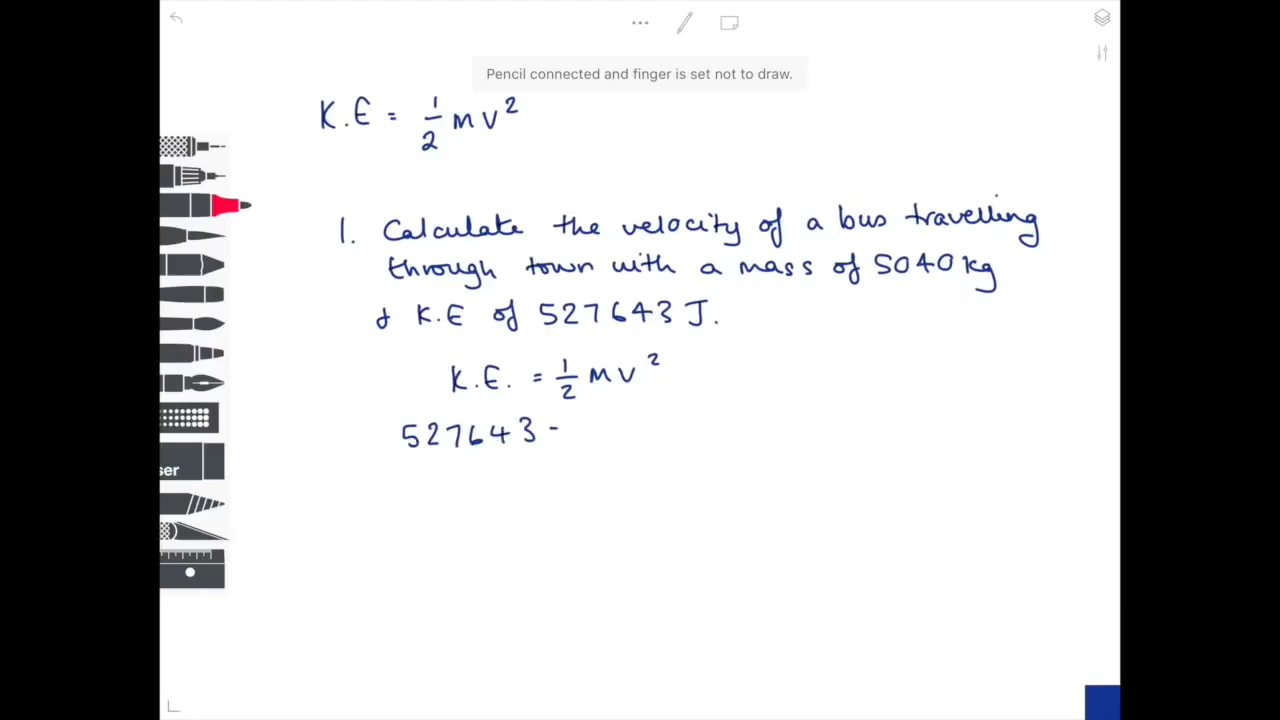 Pencil connected and finger is set not to draw.
K.E = 1/2 mv²
1. Calculate the velocity of a bus travelling
through town with a mass of 5040 kg
& K.E of 527643 J.
K.E. = 1/2 mv²
527643 -
ser